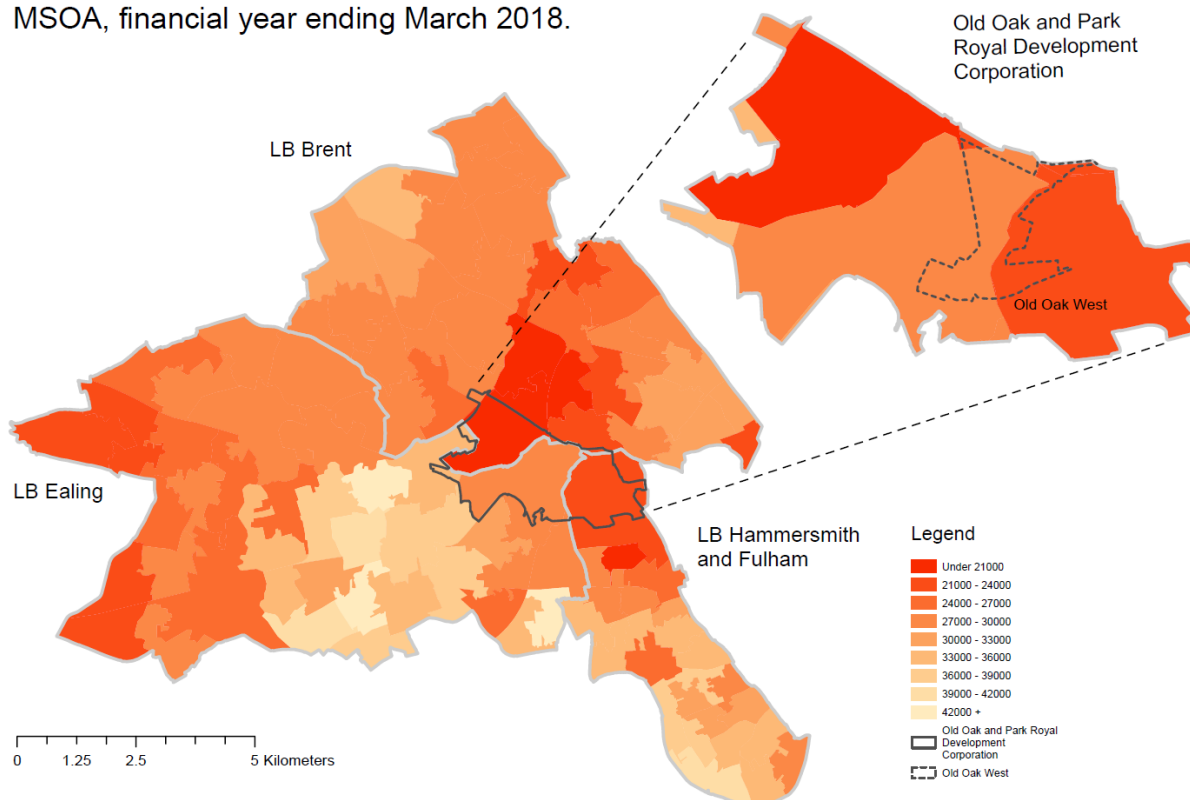 MSOA, financial year ending March 2018.
Old Oak and Park
Royal Development
Corporation
LB Brent
Old Oak West
LB Ealing
LB Hammersmith
and Fulham
Legend
Under 21000
21000 - 24000
24000 - 27000
27000 - 30000
30000 - 33000
33000 - 36000
36000 - 39000
39000 - 42000
42000 +
Old Oak and Park Royal
Development
Corporation
Old Oak West
0 1.25 2.5 5 Kilometers